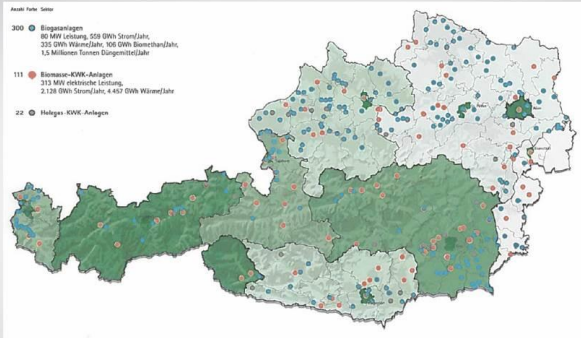 Anzahl Farbe Sektor
300 Biogasanlagen
80 MW Leistung, 559 GWh Strom/Jahr,
335 GWh Wärme/Jahr, 106 GWh Biomethan/Jahr,
1,5 Millionen Tonnen Düngemittel/Jahr
111 Biomasse-KWK-Anlagen
313 MW elektrische Leistung,
2.128 GWh Strom/Jahr, 4.457 GWh Wärme/Jahr
22 Holzgas-KWK-Anlagen